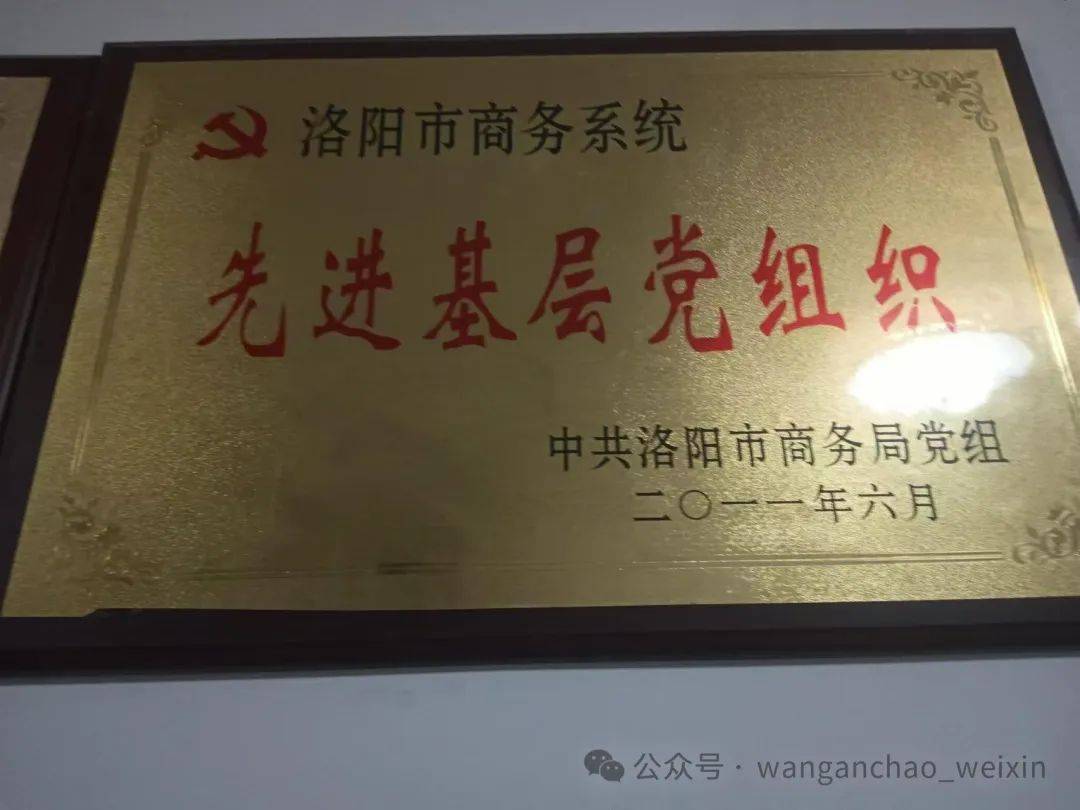 洛阳市商务系统
先进基层党组织
中共洛阳市商务局党组
二〇一一年六月
公众号·wanganchao_weixin